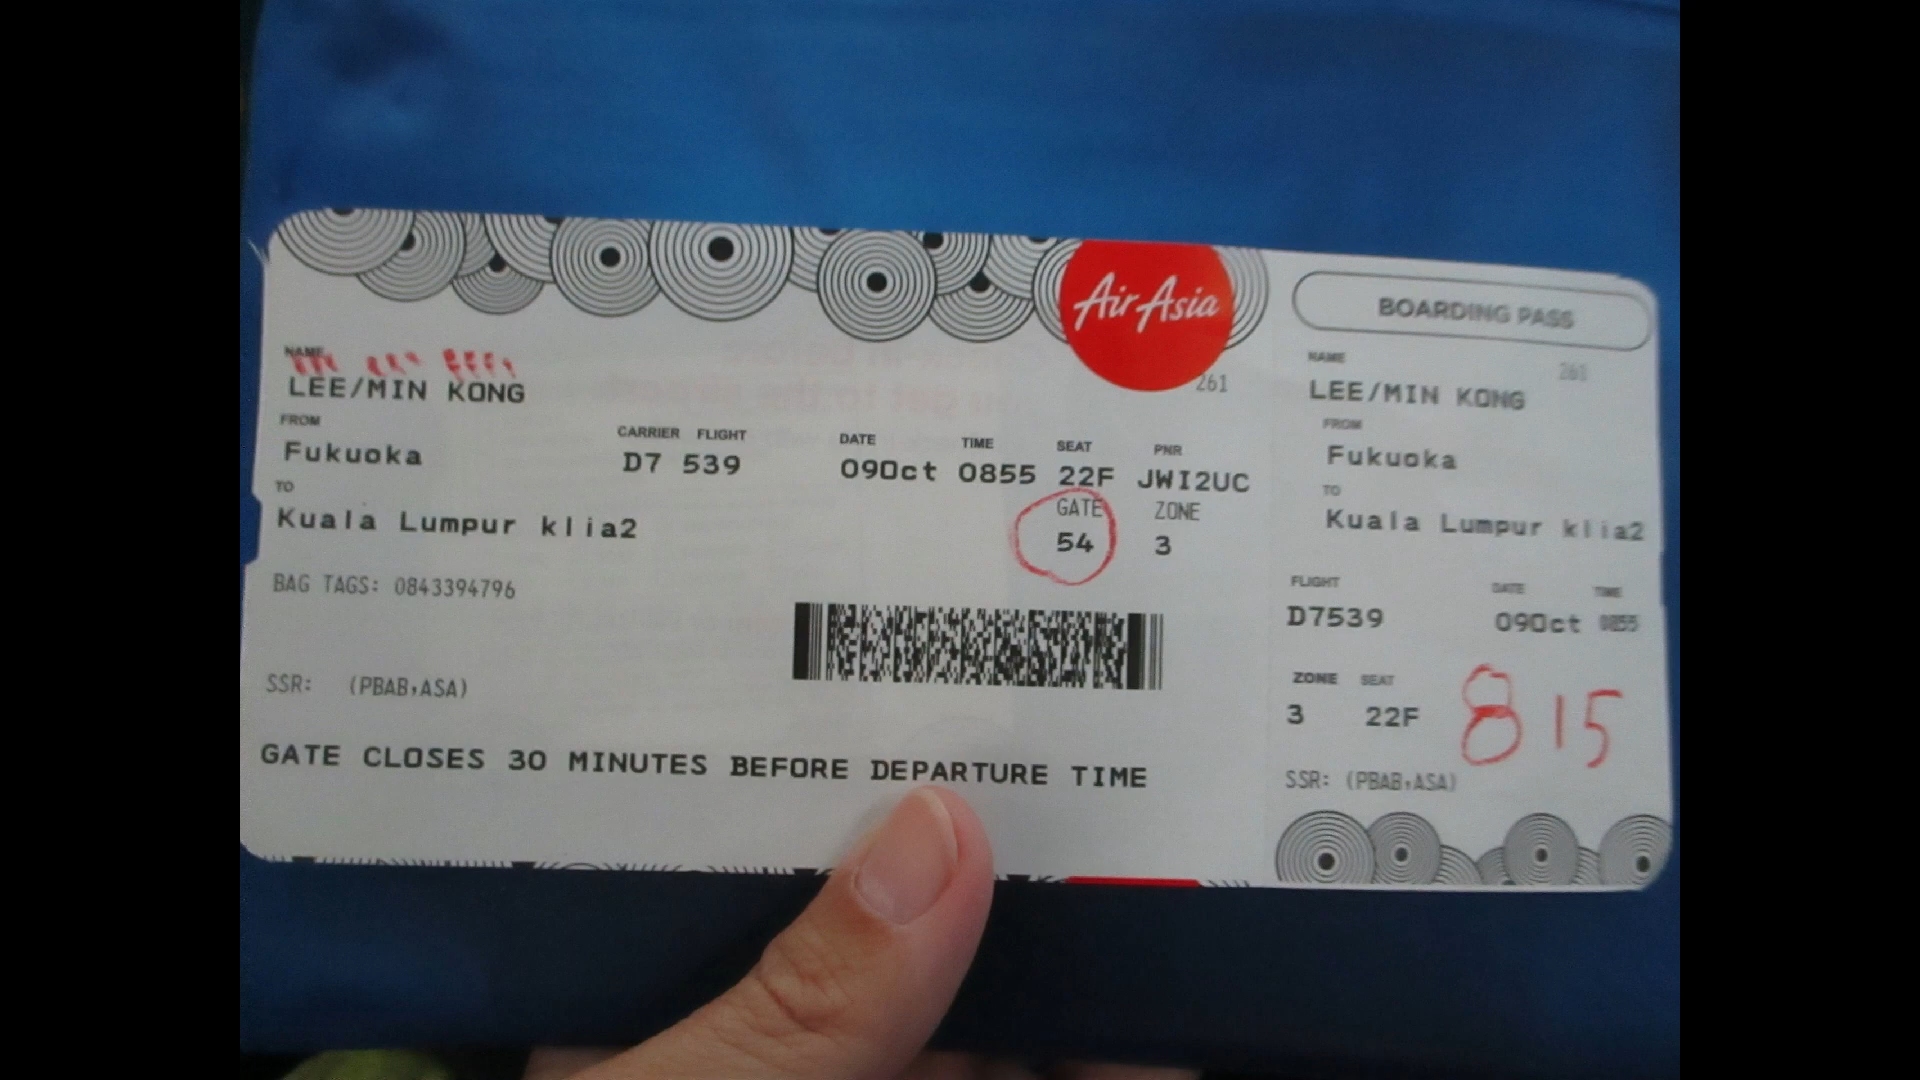 AirAsia
BOARDING PASS
NAME
261
LEE/MIN KONG
FROM
Fukuoka
CARRIER FLIGHT DATE TIME SEAT PNR
D7 539 09Oct 0855 22F JWI2UC
TO
Kuala Lumpur klia2
GATE ZONE
54 3
BAG TAGS: 0843394796
SSR: (PBAB,ASA)
GATE CLOSES 30 MINUTES BEFORE DEPARTURE TIME
NAME
261
LEE/MIN KONG
FROM
Fukuoka
TO
Kuala Lumpur klia2
FLIGHT DATE TIME
D7539 09Oct 0855
ZONE SEAT
3 22F
815
SSR: (PBAB,ASA)